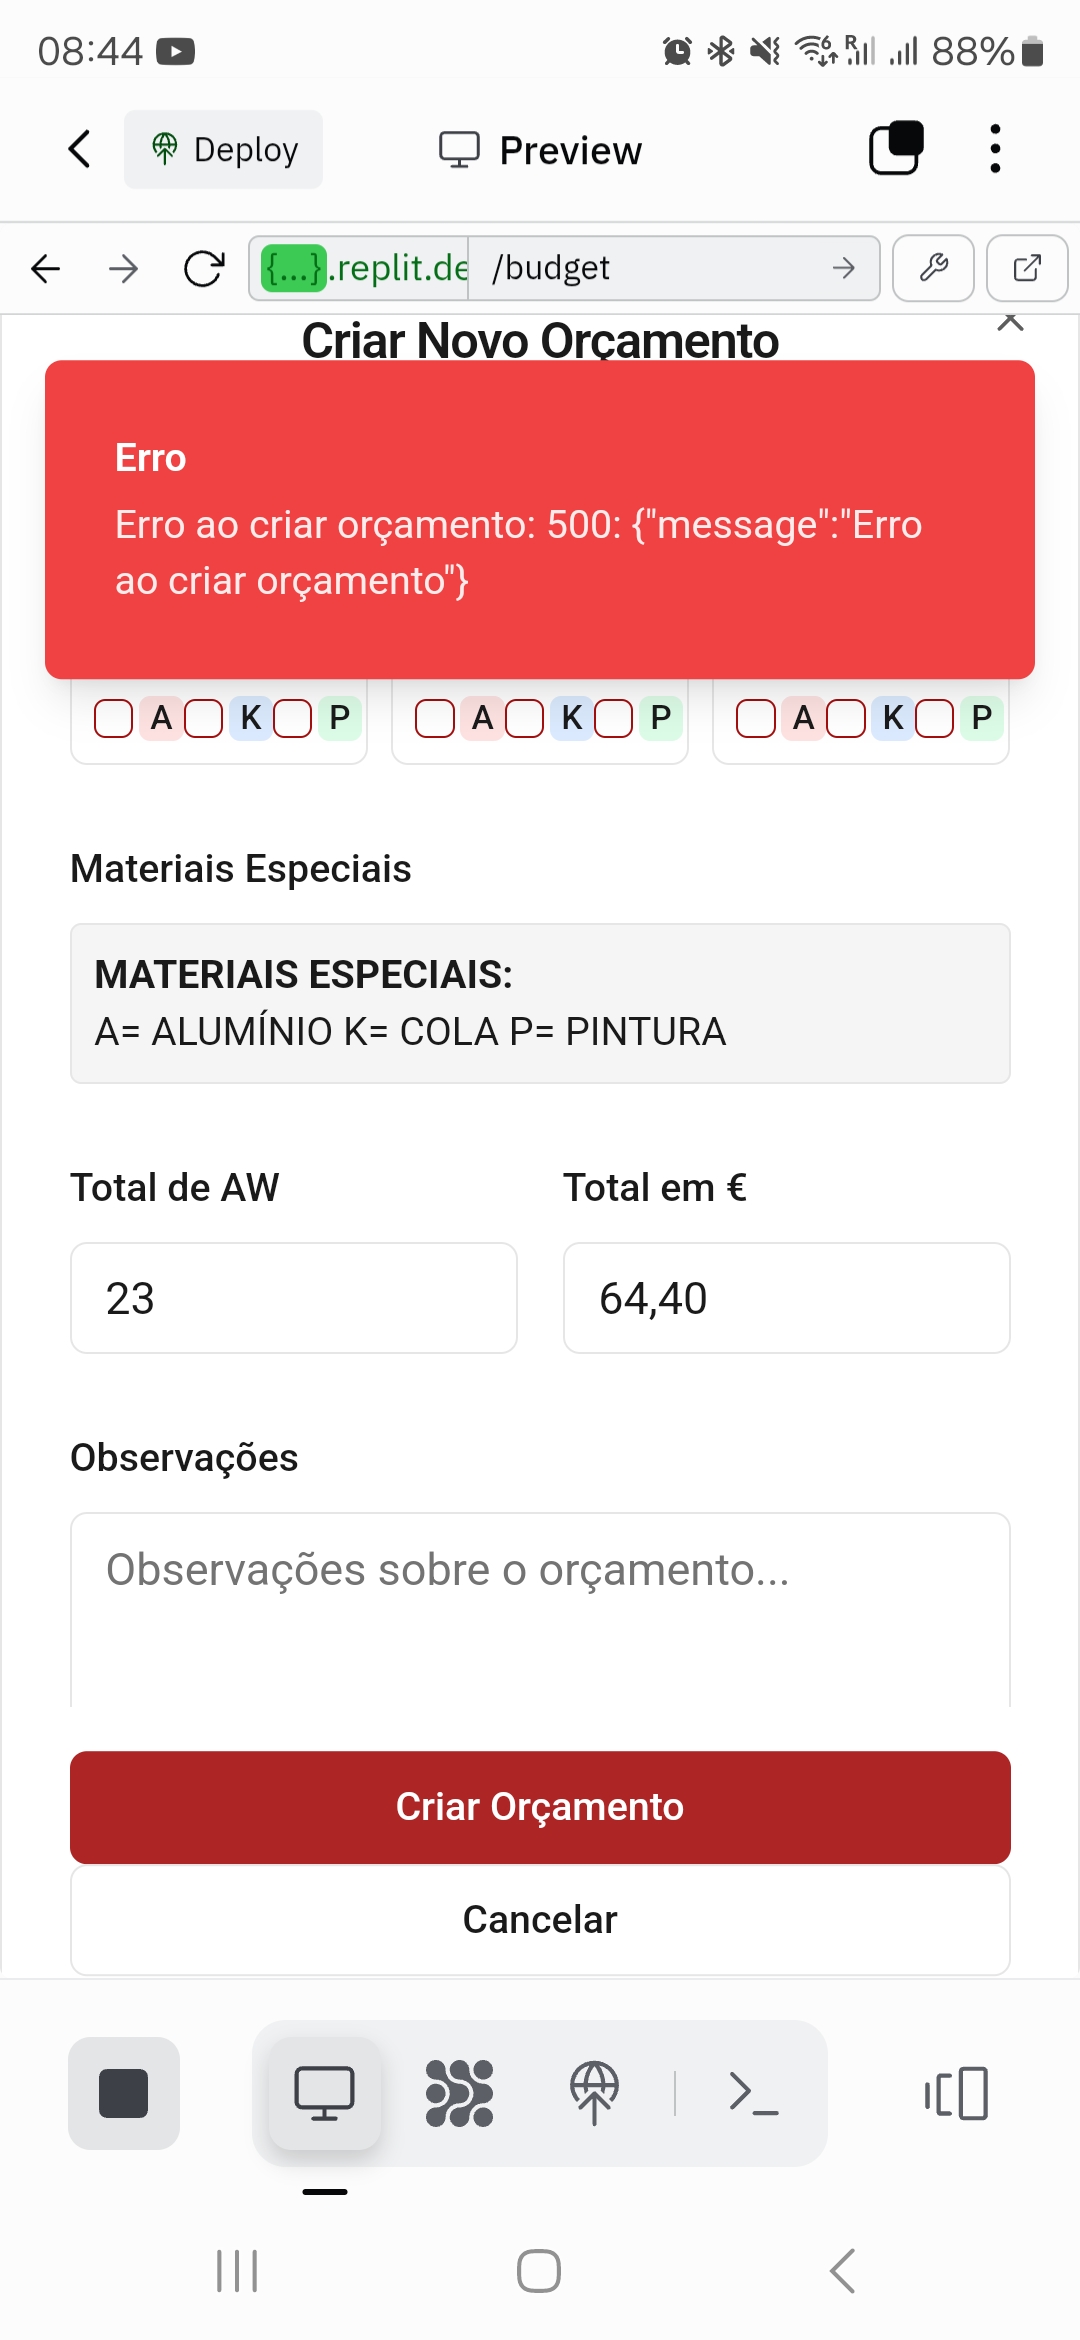 08:44
88%
Deploy
Preview
{...}.replit.de
/budget
Criar Novo Orçamento
Erro
Erro ao criar orçamento: 500: {"message":"Erro
ao criar orçamento"}
A K P A K P A K P
Materiais Especiais
MATERIAIS ESPECIAIS:
A= ALUMÍNIO K= COLA P= PINTURA
Total de AW
Total em €
23
64,40
Observações
Observações sobre o orçamento...
Criar Orçamento
Cancelar